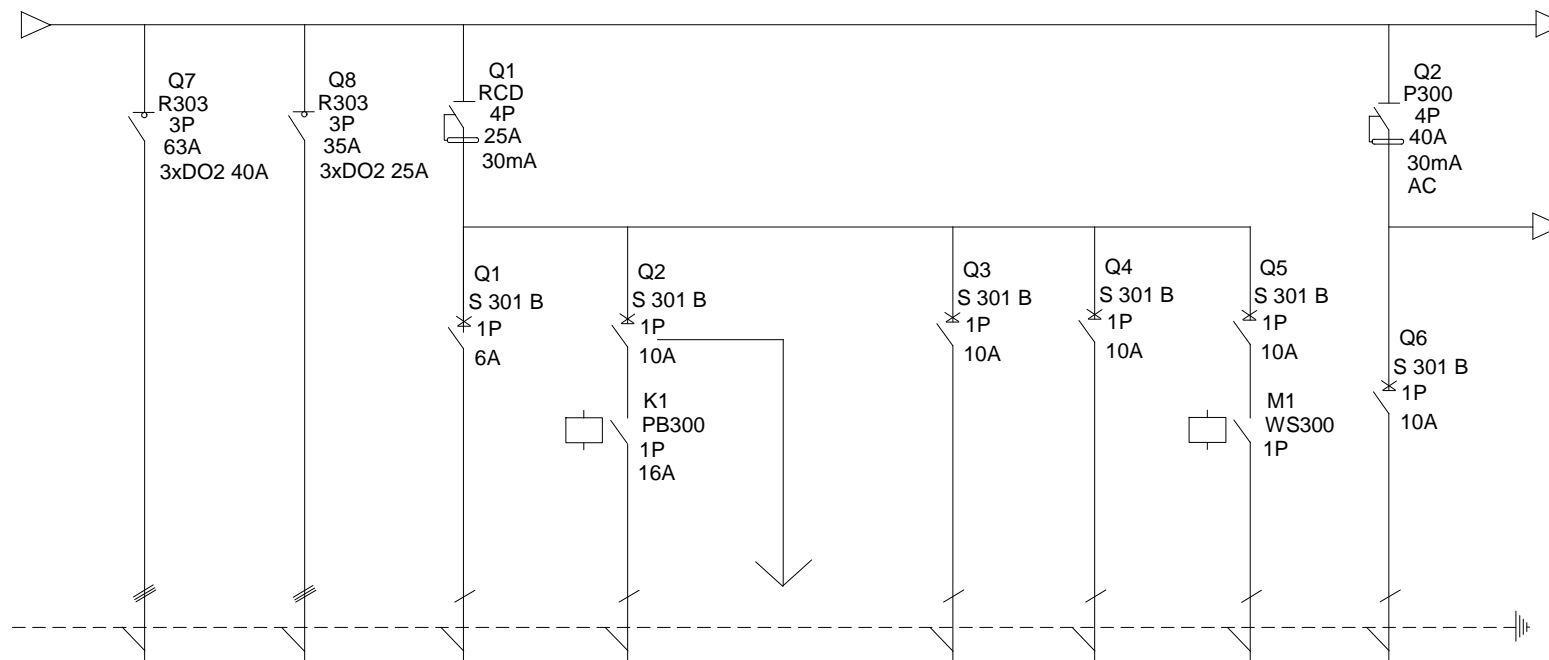 Q7
R303
3P
63A
3xDO2 40A
Q8
R303
3P
35A
3xDO2 25A
Q1
RCD
4P
25A
30mA
Q2
P300
4P
40A
30mA
AC
Q1
S 301 B
1P
6A
Q2
S 301 B
1P
10A
K1
PB300
1P
16A
Q3
S 301 B
1P
10A
Q4
S 301 B
1P
10A
Q5
S 301 B
1P
10A
M1
WS300
1P
Q6
S 301 B
1P
10A